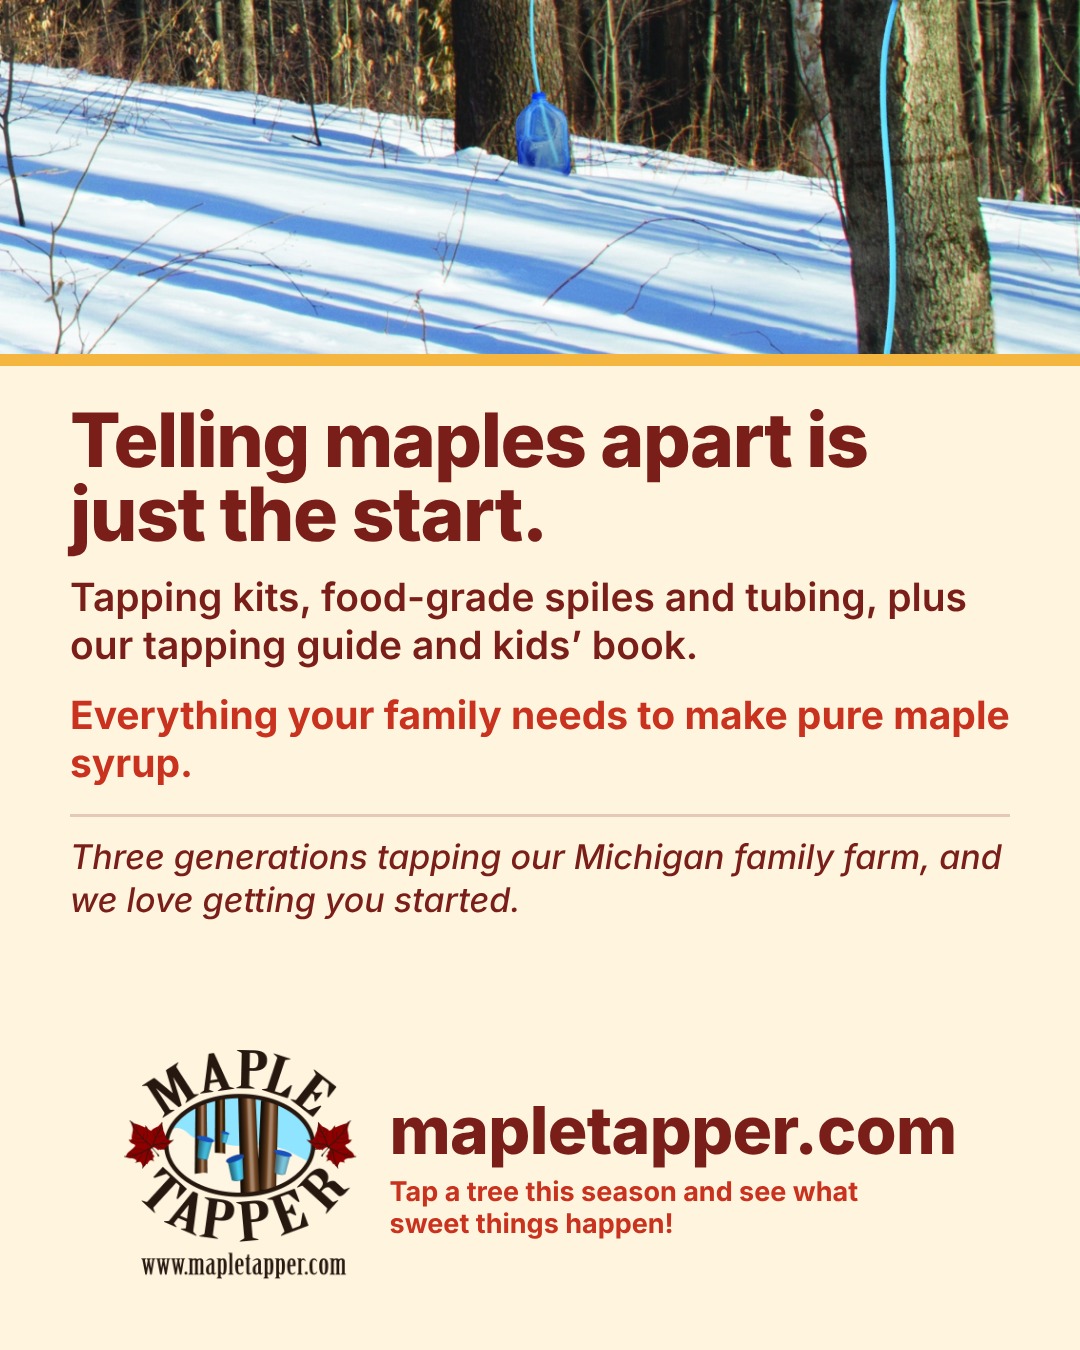 Telling maples apart is
just the start.
Tapping kits, food-grade spiles and tubing, plus
our tapping guide and kids’ book.
Everything your family needs to make pure maple
syrup.
Three generations tapping our Michigan family farm, and
we love getting you started.
MAPLE
TAPPER
www.mapletapper.com
mapletapper.com
Tap a tree this season and see what
sweet things happen!